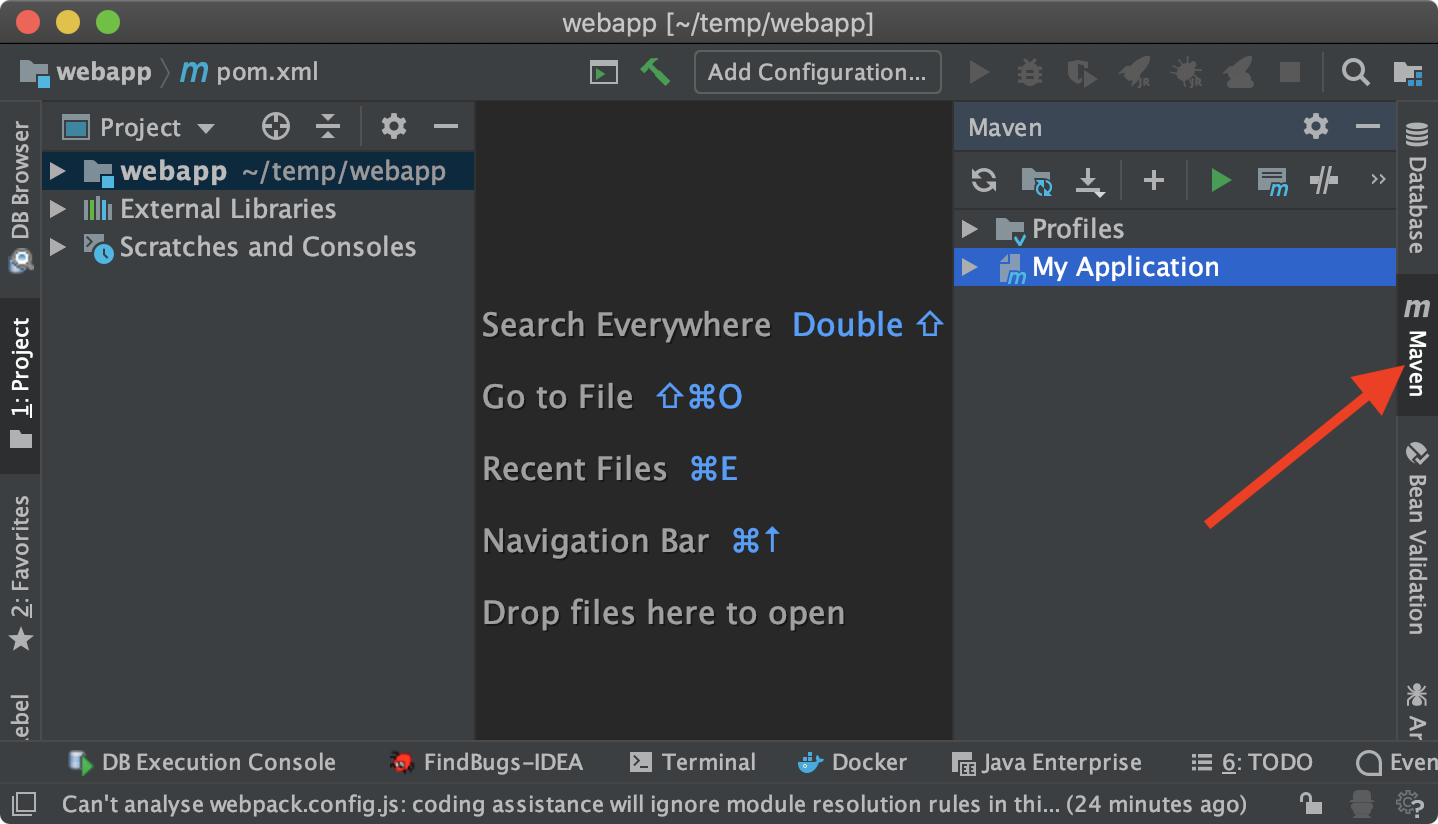 webapp [~/temp/webapp]
webapp
m pom.xml
Add Configuration...
JR
JR
Project
webapp ~/temp/webapp
External Libraries
Scratches and Consoles
DB Browser
1: Project
2: Favorites
Search Everywhere Double ⇧
Go to File ⇧⌘O
Recent Files ⌘E
Navigation Bar ⌘↑
Drop files here to open
Maven
m
Profiles
m My Application
Database
m Maven
Bean Validation
DB Execution Console
FindBugs-IDEA
Terminal
Docker
Java Enterprise
6: TODO
Can't analyse webpack.config.js: coding assistance will ignore module resolution rules in thi... (24 minutes ago)